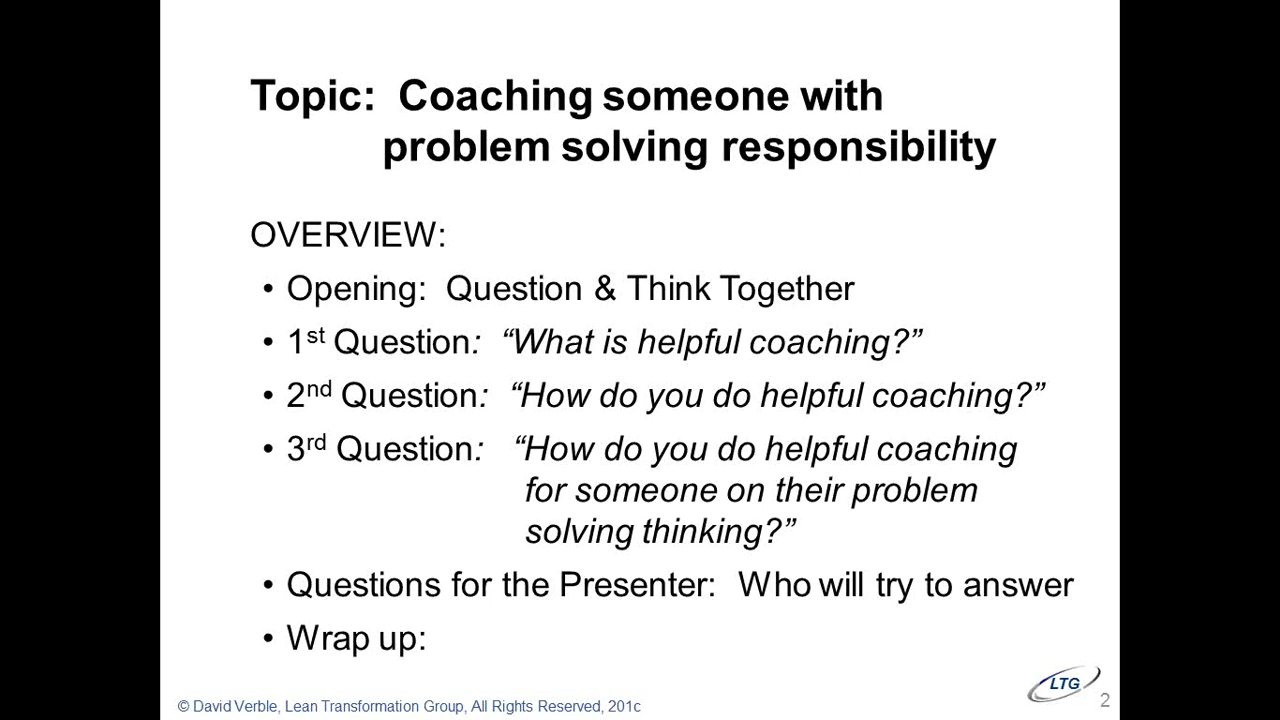 Topic: Coaching someone with
problem solving responsibility
OVERVIEW:
• Opening: Question & Think Together
• 1st Question: “What is helpful coaching?”
• 2nd Question: “How do you do helpful coaching?”
• 3rd Question: “How do you do helpful coaching
for someone on their problem
solving thinking?”
• Questions for the Presenter: Who will try to answer
• Wrap up:
© David Verble, Lean Transformation Group, All Rights Reserved, 201c
LTG
2